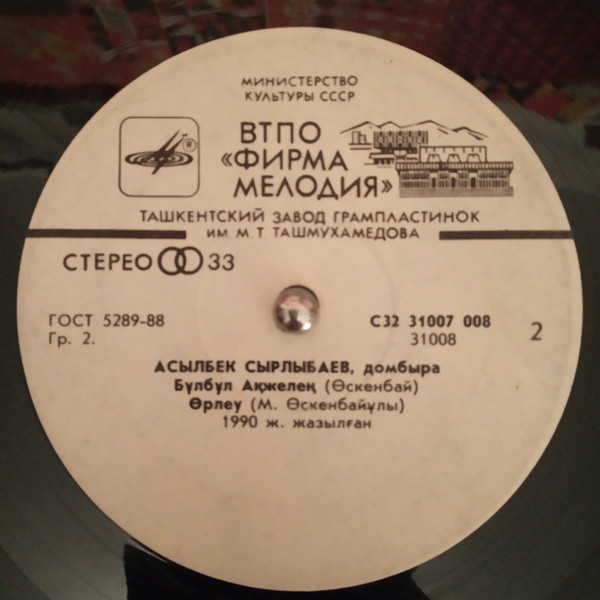 МИНИСТЕРСТВО
КУЛЬТУРЫ СССР
ВТПО
«ФИРМА
МЕЛОДИЯ»
®
ТАШКЕНТСКИЙ ЗАВОД ГРАМПЛАСТИНОК
ИМ. М. Т. ТАШМУХАМЕДОВА
СТЕРЕО 33
ГОСТ 5289-88
Гр. 2.
С32 31007 008
31008
2
АСЫЛБЕК СЫРЛЫБАЕВ, домбыра
Бұлбұл Ақжелең (Өскенбай)
Өрлеу (М. Өскенбайұлы)
1990 ж. жазылған